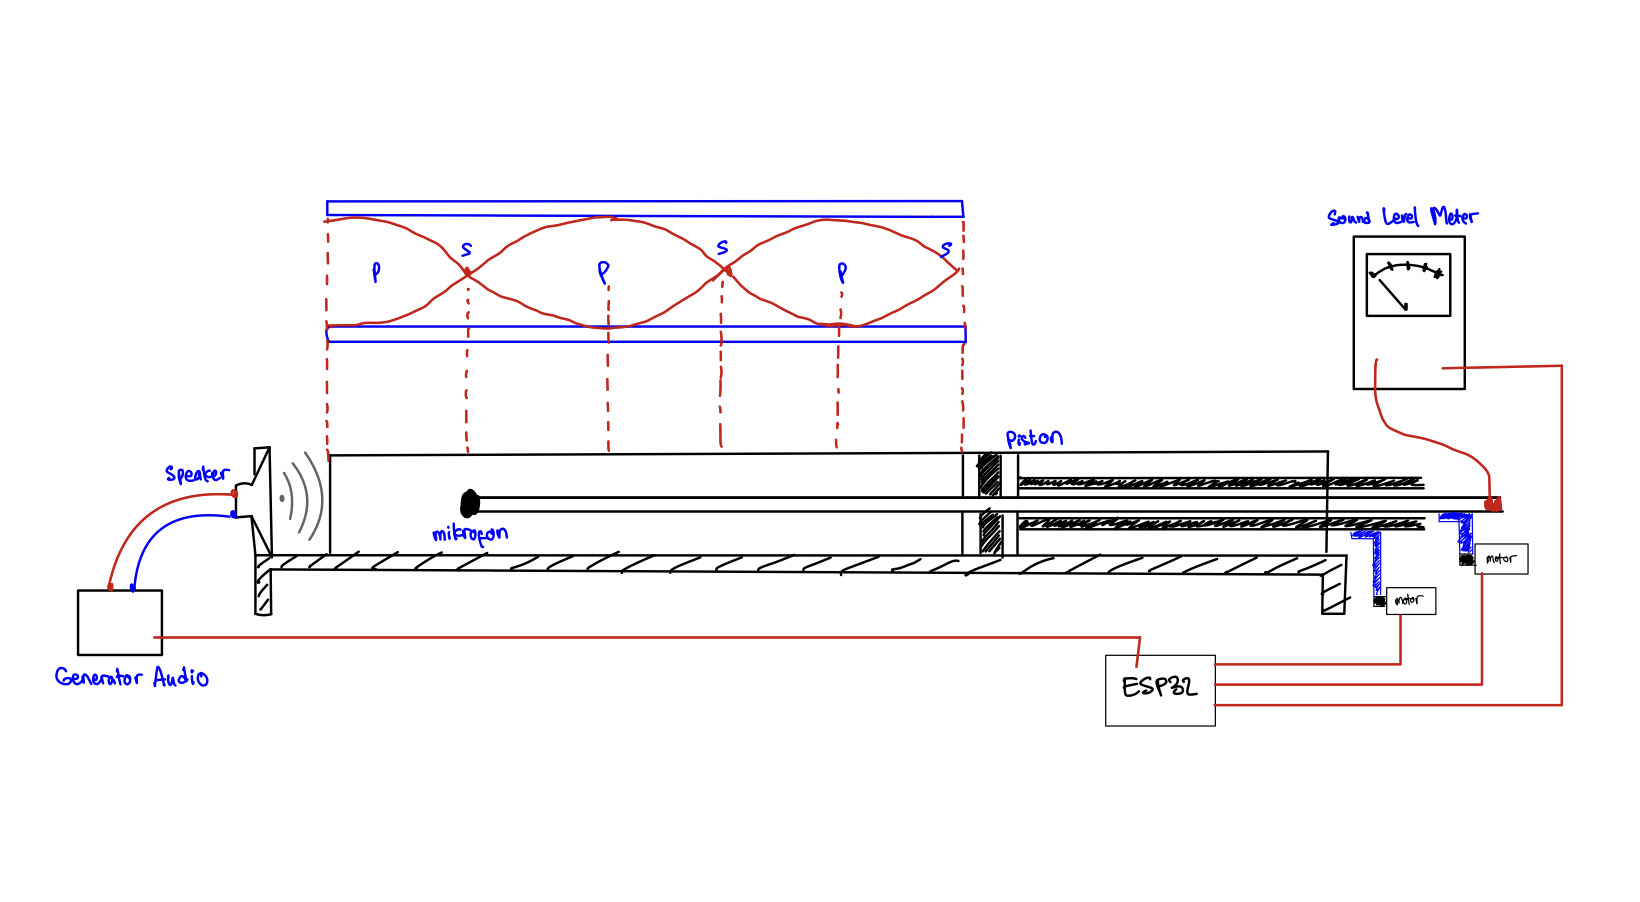 Sound Level Meter
S
S
S
P
P
P
Piston
Speaker
mikrofon
motor
motor
Generator Audio
ESP32